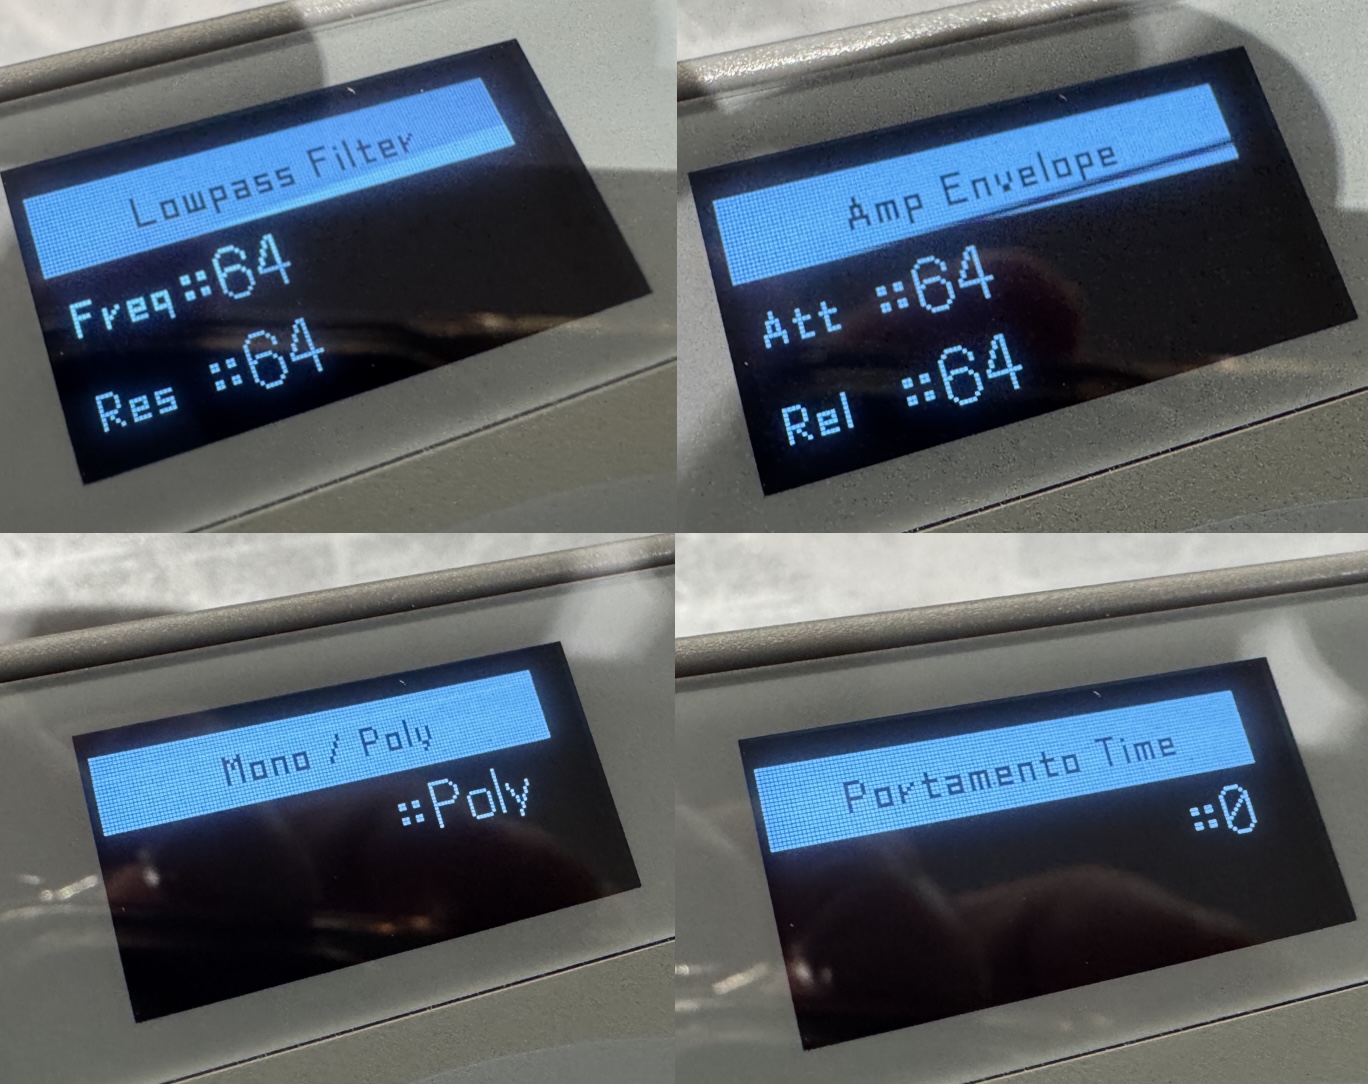 Lowpass Filter
Freq ::64
Res ::64
Amp Envelope
Att ::64
Rel ::64
Mono / Poly
::Poly
Portamento Time
::0